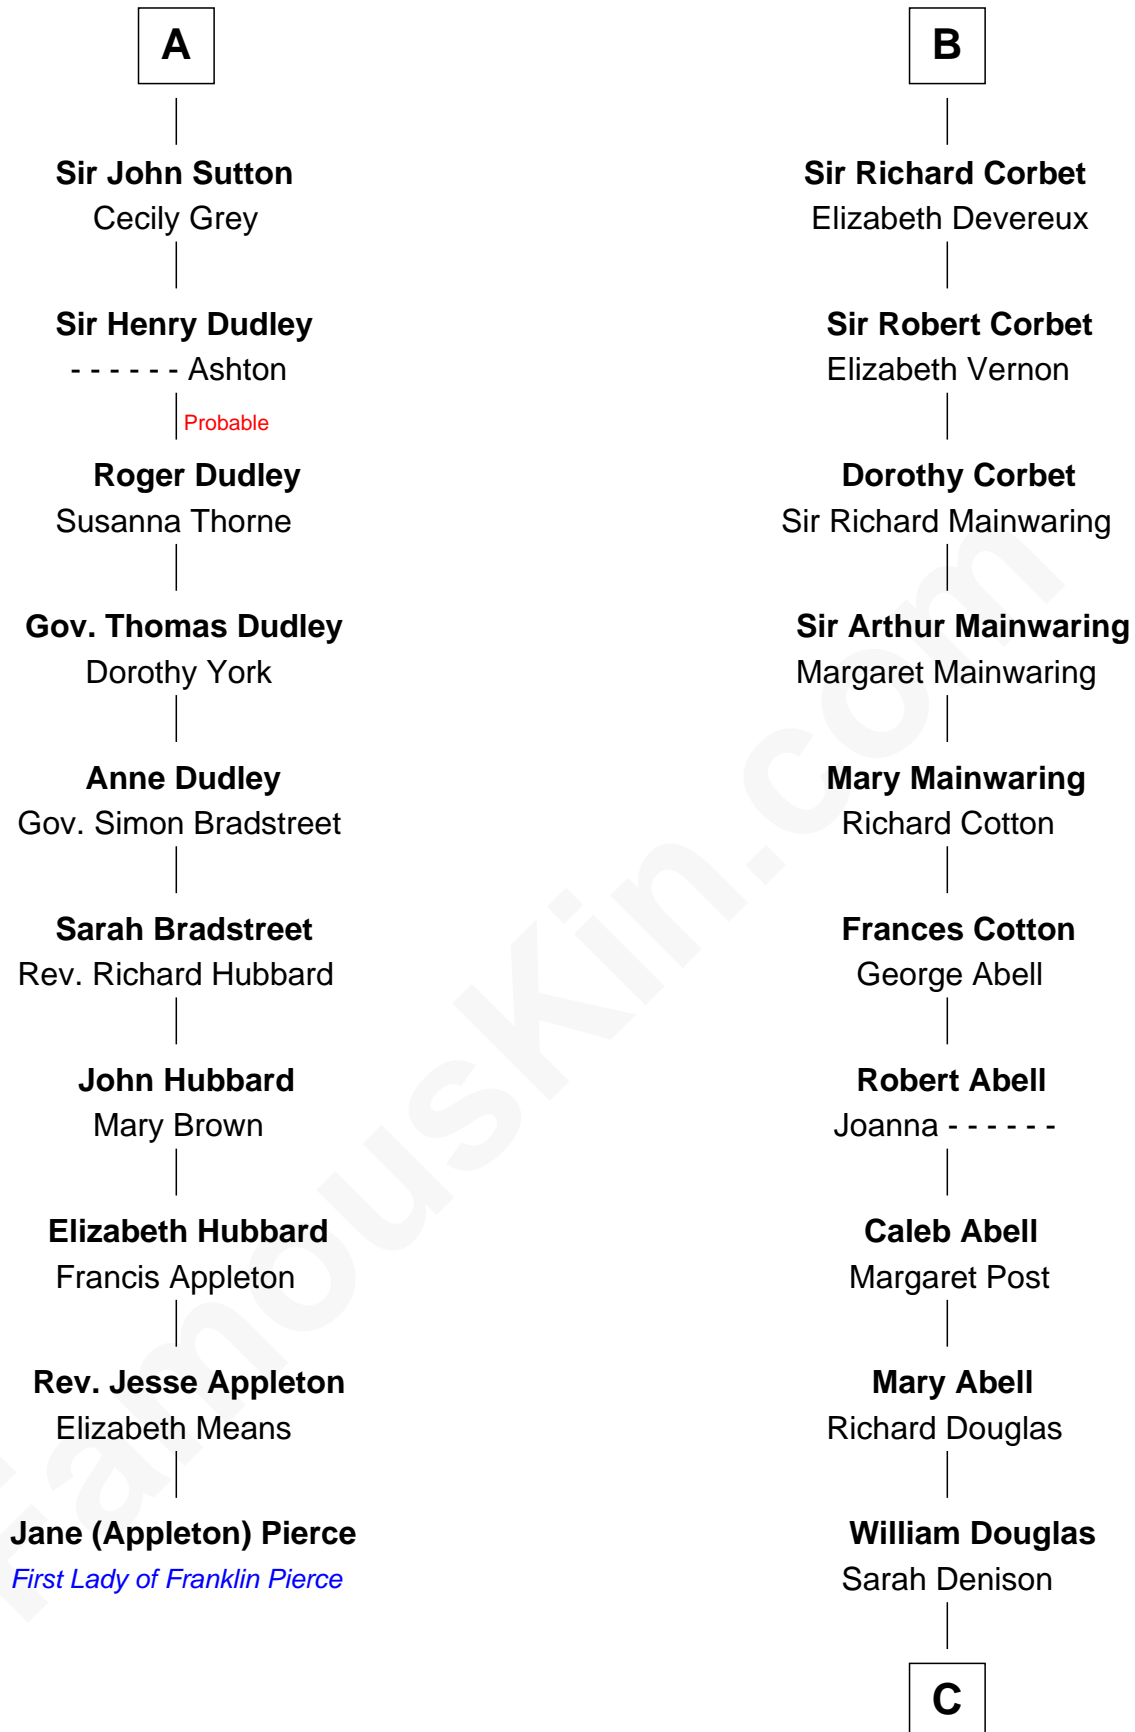 A
Sir John Sutton
Cecily Grey
Sir Henry Dudley
- - - - - - Ashton
Probable
Roger Dudley
Susanna Thorne
Gov. Thomas Dudley
Dorothy York
Anne Dudley
Gov. Simon Bradstreet
Sarah Bradstreet
Rev. Richard Hubbard
John Hubbard
Mary Brown
Elizabeth Hubbard
Francis Appleton
Rev. Jesse Appleton
Elizabeth Means
Jane (Appleton) Pierce
First Lady of Franklin Pierce
B
Sir Richard Corbet
Elizabeth Devereux
Sir Robert Corbet
Elizabeth Vernon
Dorothy Corbet
Sir Richard Mainwaring
Sir Arthur Mainwaring
Margaret Mainwaring
Mary Mainwaring
Richard Cotton
Frances Cotton
George Abell
Robert Abell
Joanna - - - - - -
Caleb Abell
Margaret Post
Mary Abell
Richard Douglas
William Douglas
Sarah Denison
C
FamousKin.com